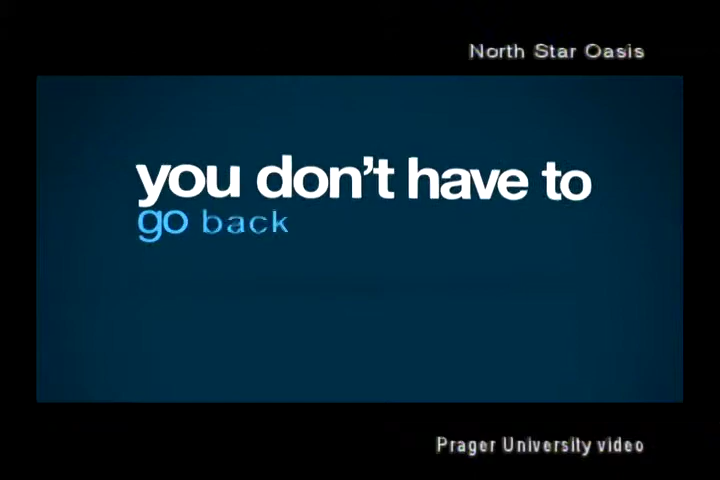 North Star Oasis
you don't have to
go back
Prager University video